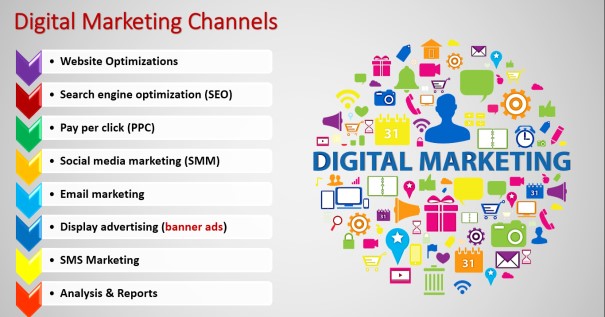 Digital Marketing Channels
• Website Optimizations
• Search engine optimization (SEO)
• Pay per click (PPC)
• Social media marketing (SMM)
• Email marketing
• Display advertising (banner ads)
• SMS Marketing
• Analysis & Reports
31
DIGITAL MARKETING
31
31
31